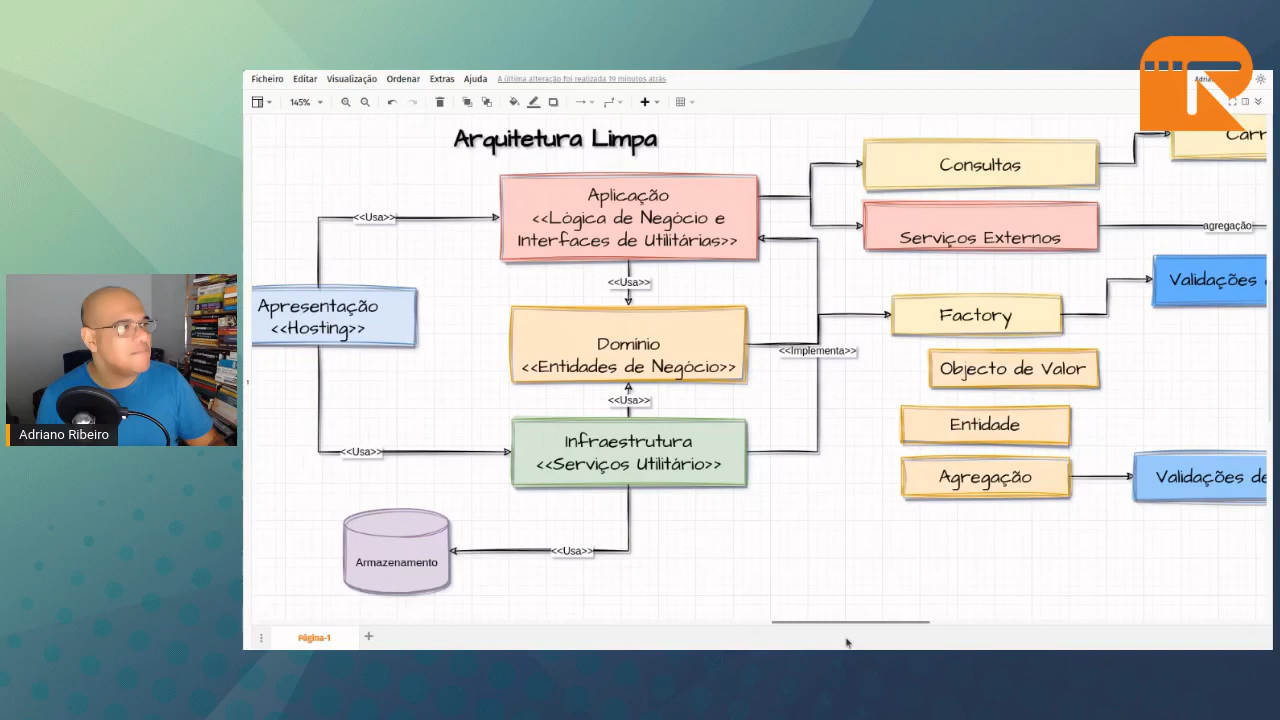 Ficheiro Editar Visualização Ordenar Extras Ajuda A última alteração foi realizada 19 minutos atrás
145%
Arquitetura Limpa
Aplicação
<<Lógica de Negócio e
Interfaces de Utilitárias>>
Consultas
Serviços Externos
agregação
<<Usa>>
<<Usa>>
Apresentação
<<Hosting>>
Domínio
<<Entidades de Negócio>>
<<Implementa>>
Factory
Validações
Objecto de Valor
<<Usa>>
Entidade
Infraestrutura
<<Serviços Utilitário>>
<<Usa>>
Agregação
Validações de
Armazenamento
<<Usa>>
Adriano Ribeiro
Página-1